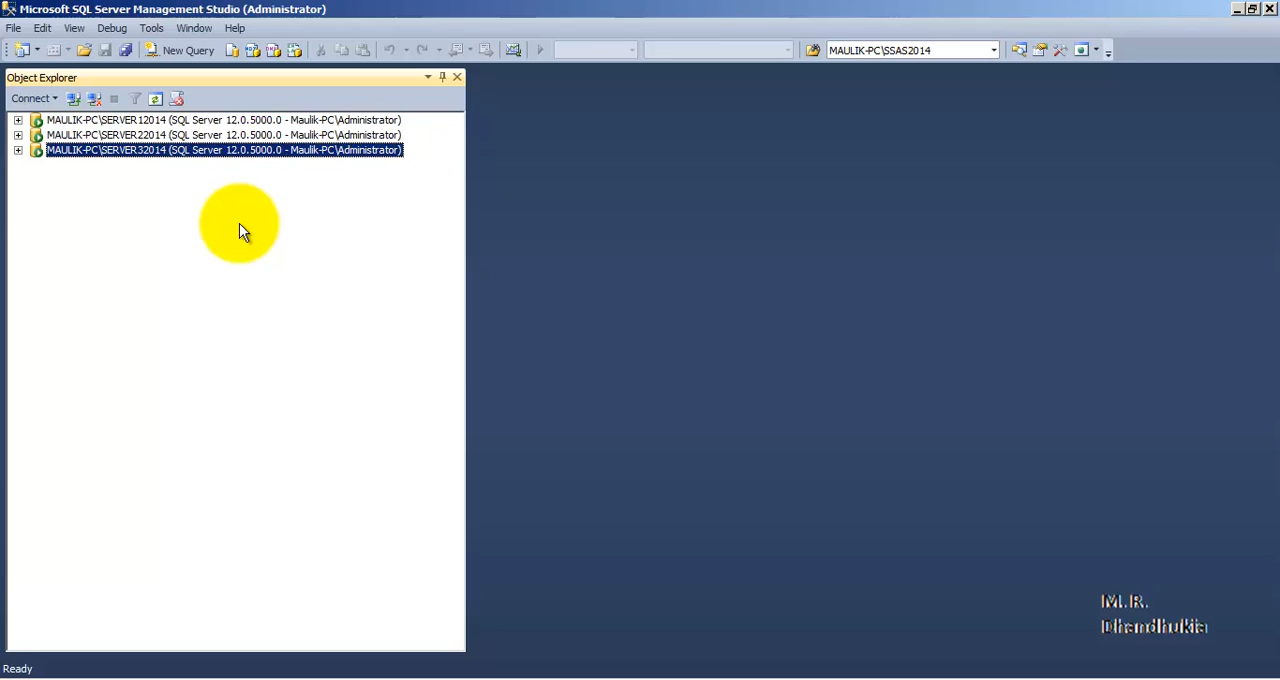 Microsoft SQL Server Management Studio (Administrator)
File Edit View Debug Tools Window Help
New Query MAULIK-PC\SSAS2014
Object Explorer
Connect
MAULIK-PC\SERVER12014 (SQL Server 12.0.5000.0 - Maulik-PC\Administrator)
MAULIK-PC\SERVER22014 (SQL Server 12.0.5000.0 - Maulik-PC\Administrator)
MAULIK-PC\SERVER32014 (SQL Server 12.0.5000.0 - Maulik-PC\Administrator)
M.R.
Dhandhukia
Ready